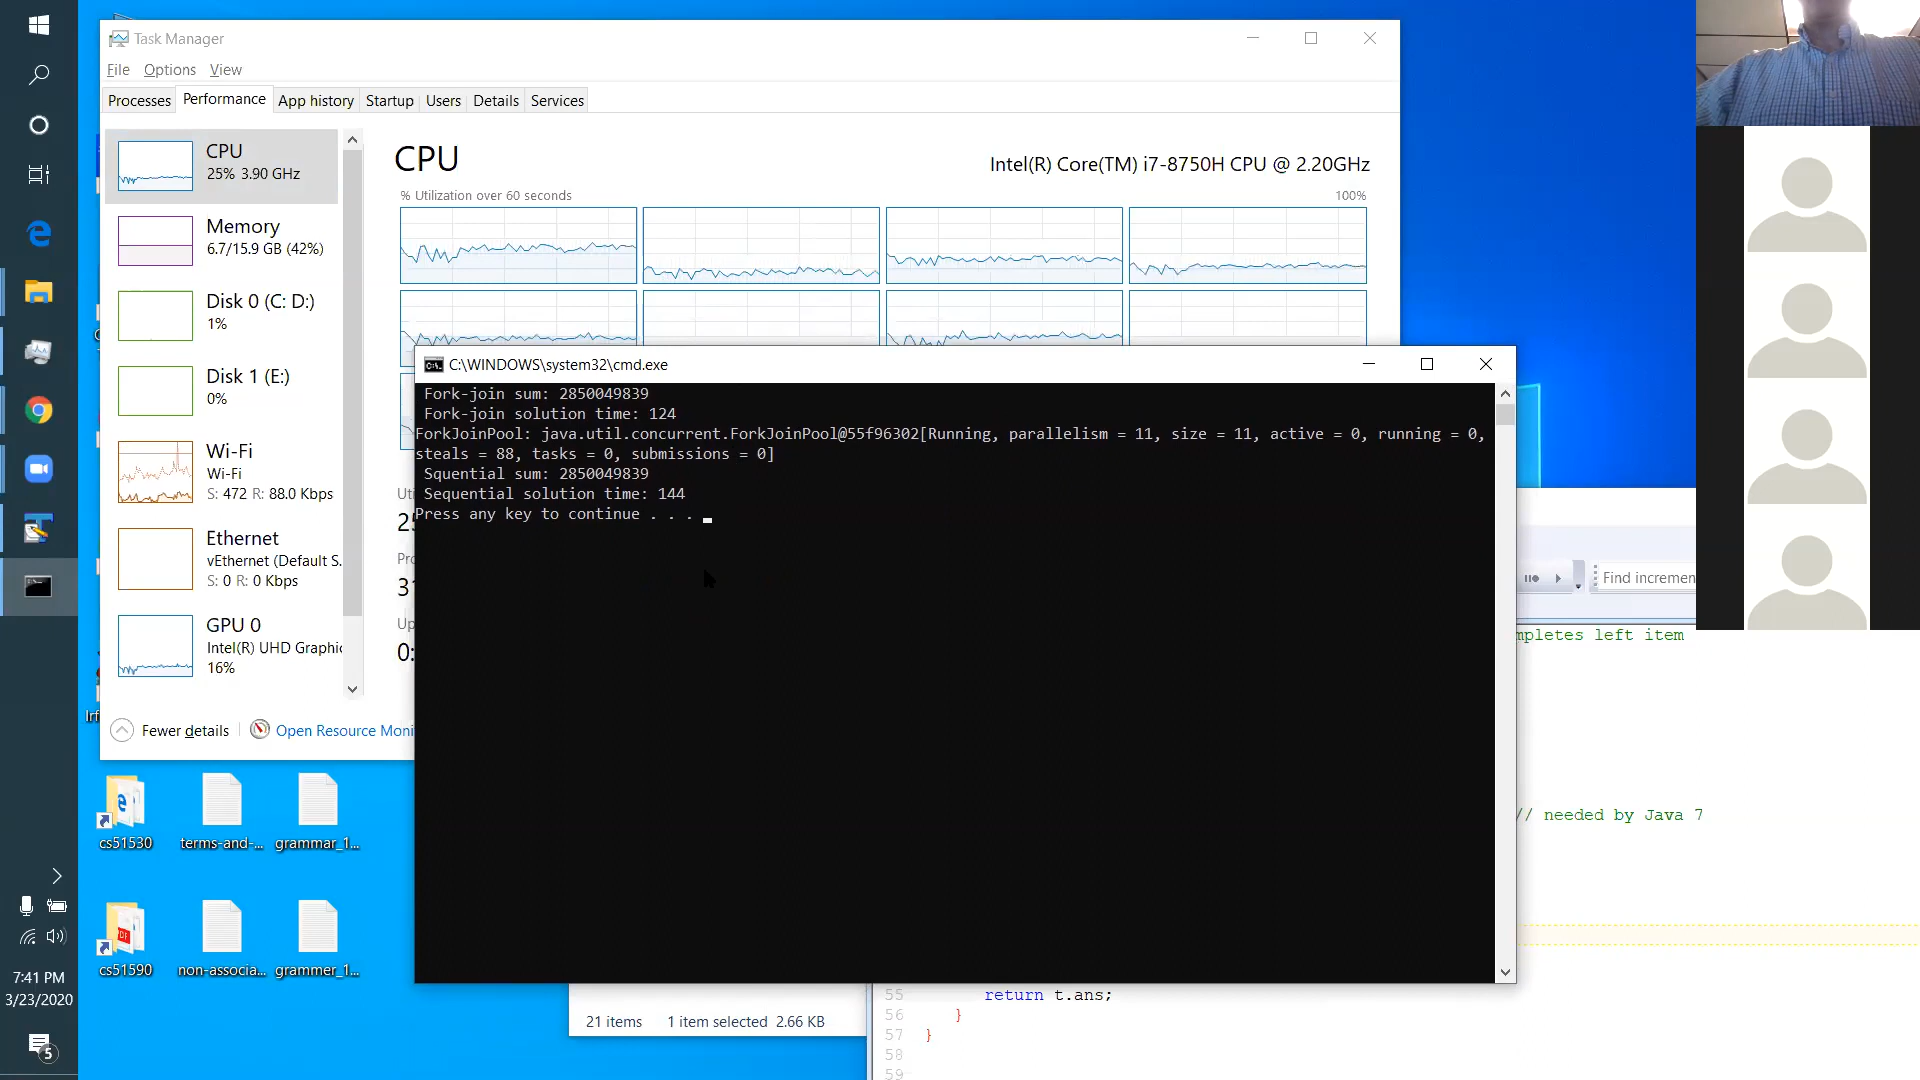 Task Manager
File Options View
Processes Performance App history Startup Users Details Services
CPU
25% 3.90 GHz
Memory
6.7/15.9 GB (42%)
Disk 0 (C: D:)
1%
Disk 1 (E:)
0%
Wi-Fi
Wi-Fi
S: 472 R: 88.0 Kbps
Ethernet
vEthernet (Default S.
S: 0 R: 0 Kbps
GPU 0
Intel(R) UHD Graphic
16%
Fewer details
Open Resource Moni
CPU
Intel(R) Core(TM) i7-8750H CPU @ 2.20GHz
% Utilization over 60 seconds
100%
C:\WINDOWS\system32\cmd.exe
Fork-join sum: 2850049839
Fork-join solution time: 124
ForkJoinPool: java.util.concurrent.ForkJoinPool@55f96302[Running, parallelism = 11, size = 11, active = 0, running = 0,
steals = 88, tasks = 0, submissions = 0]
Squential sum: 2850049839
Sequential solution time: 144
Press any key to continue . . .
Find incremen
mpletes left item
// needed by Java 7
55 return t.ans;
56 }
57 }
58
59
21 items 1 item selected 2.66 KB
cs51530
terms-and-...
grammar_1...
cs51590
non-associa...
grammer_1...
7:41 PM
3/23/2020
5